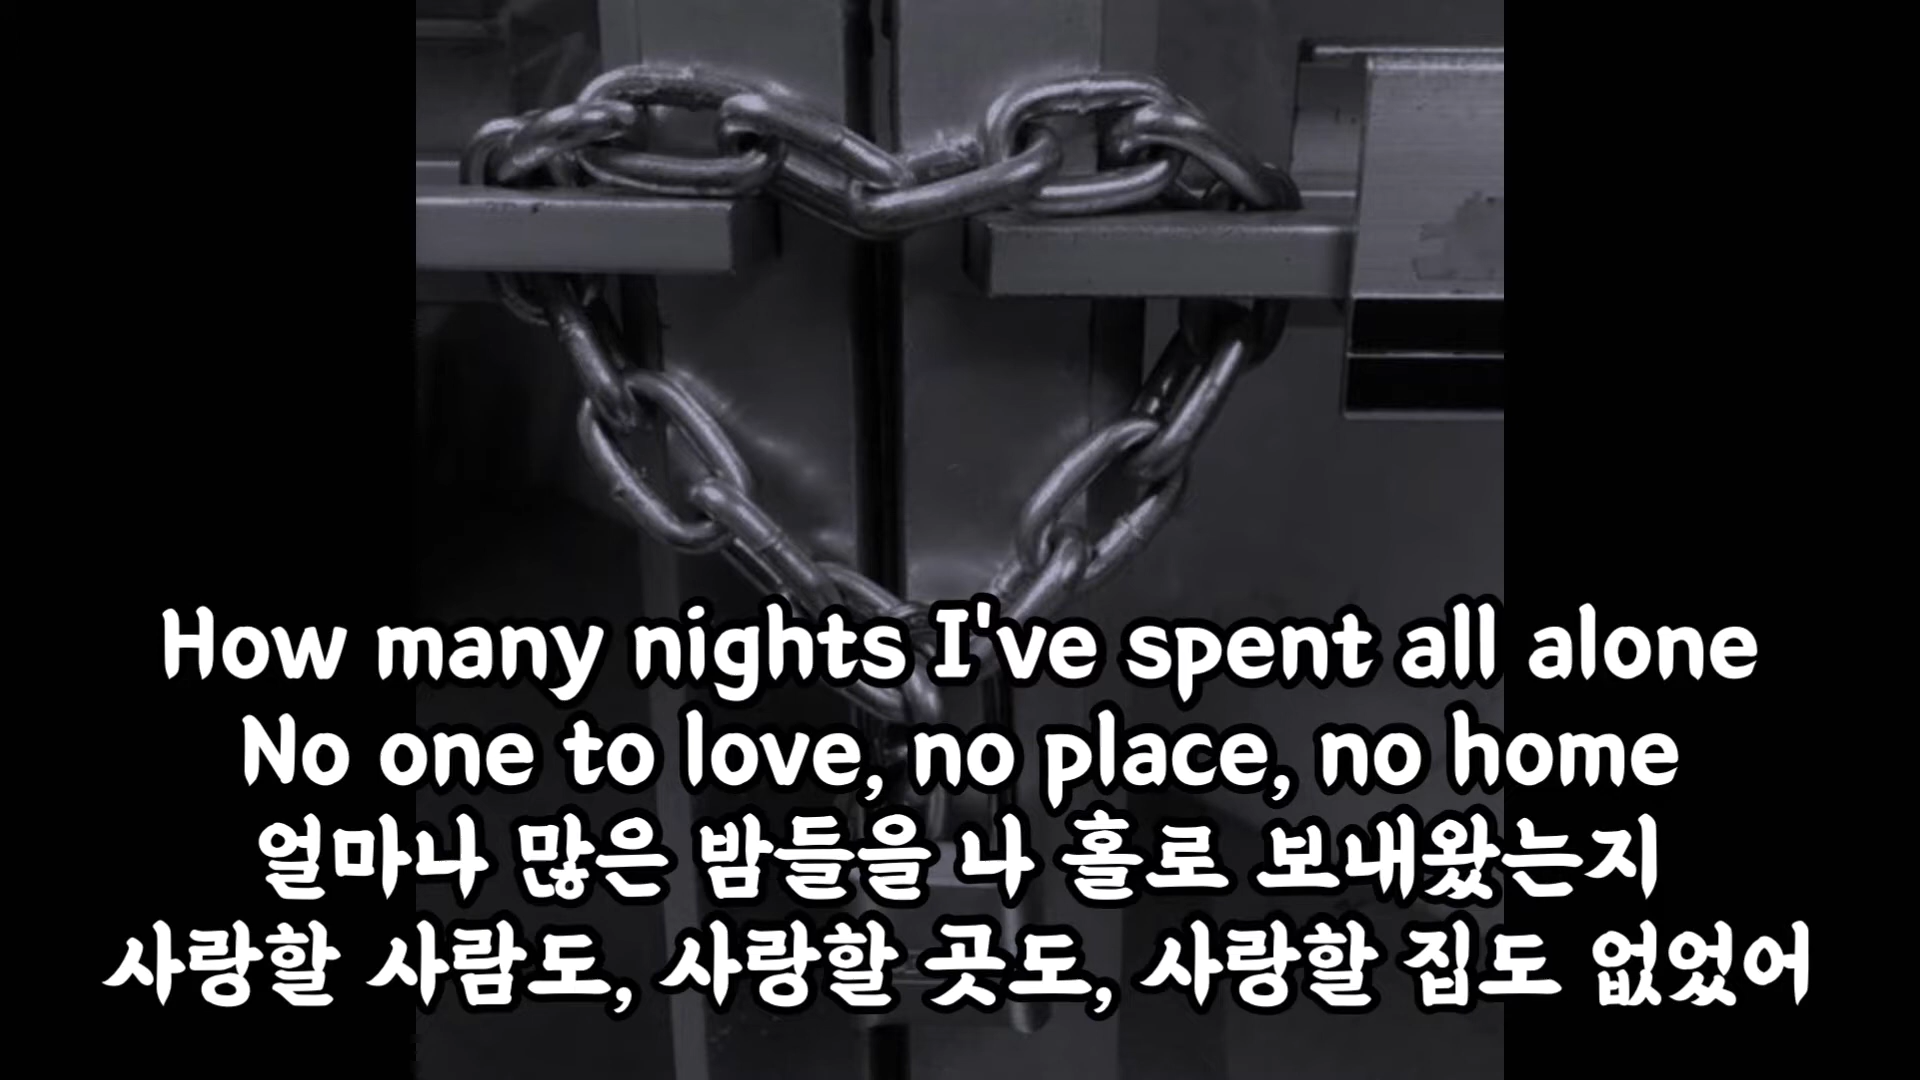 How many nights I've spent all alone
No one to love, no place, no home
얼마나 많은 밤들을 나 홀로 보내왔는지
사랑할 사람도, 사랑할 곳도, 사랑할 집도 없었어